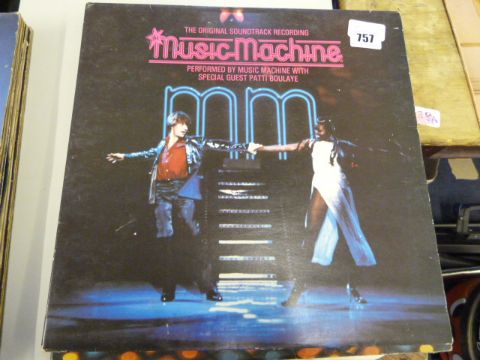 THE ORIGINAL SOUNDTRACK RECORDING
Music Machine
PERFORMED BY MUSIC MACHINE WITH
SPECIAL GUEST PATTI BOULAYE
757
mm